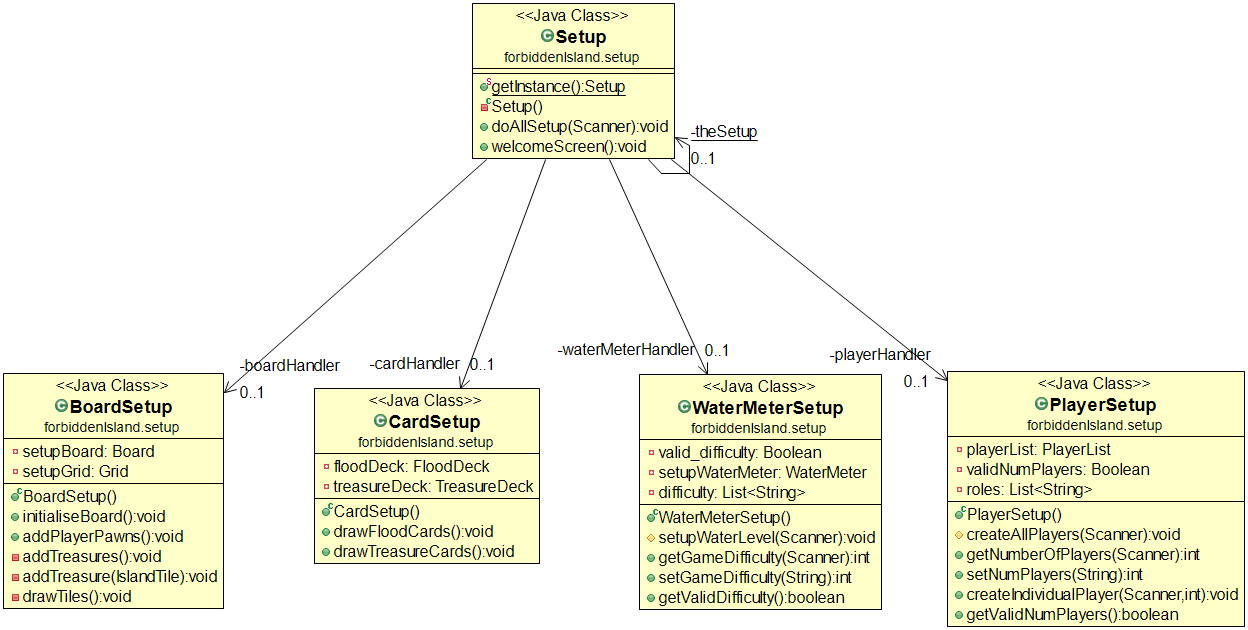 <<Java Class>>
Setup
forbiddenIsland.setup
getInstance():Setup
Setup()
doAllSetup(Scanner):void
welcomeScreen():void
-theSetup
0..1
-boardHandler
0..1
-cardHandler
0..1
-waterMeterHandler
0..1
-playerHandler
0..1
<<Java Class>>
BoardSetup
forbiddenIsland.setup
setupBoard: Board
setupGrid: Grid
BoardSetup()
initialiseBoard():void
addPlayerPawns():void
addTreasures():void
addTreasure(IslandTile):void
drawTiles():void
<<Java Class>>
CardSetup
forbiddenIsland.setup
floodDeck: FloodDeck
treasureDeck: TreasureDeck
CardSetup()
drawFloodCards():void
drawTreasureCards():void
<<Java Class>>
WaterMeterSetup
forbiddenIsland.setup
valid_difficulty: Boolean
setupWaterMeter: WaterMeter
difficulty: List<String>
WaterMeterSetup()
setupWaterLevel(Scanner):void
getGameDifficulty(Scanner):int
setGameDifficulty(String):int
getValidDifficulty():boolean
<<Java Class>>
PlayerSetup
forbiddenIsland.setup
playerList: PlayerList
validNumPlayers: Boolean
roles: List<String>
PlayerSetup()
createAllPlayers(Scanner):void
getNumberOfPlayers(Scanner):int
setNumPlayers(String):int
createIndividualPlayer(Scanner,int):void
getValidNumPlayers():boolean